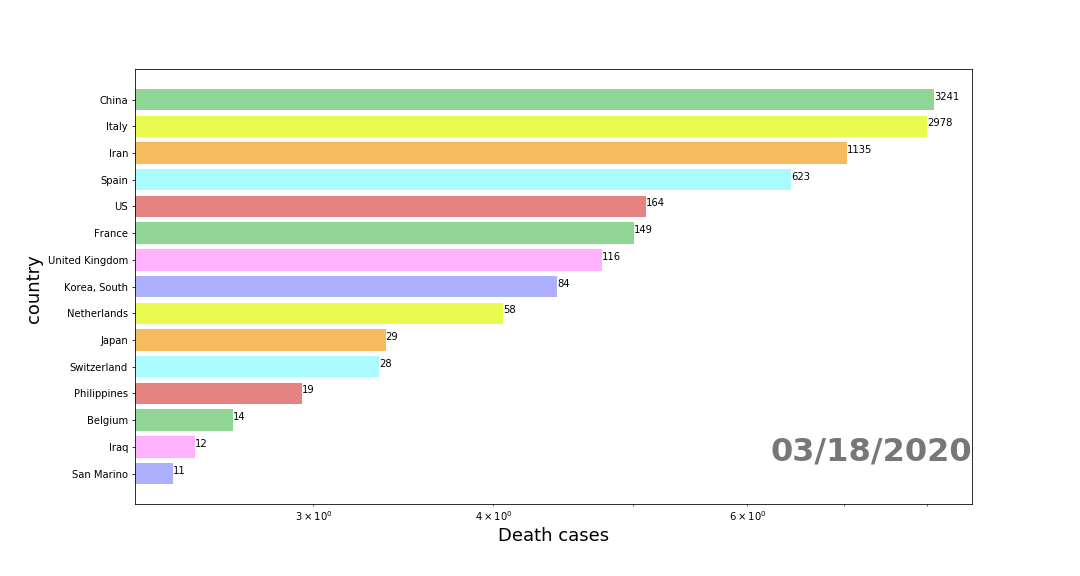 China 3241
Italy 2978
Iran 1135
Spain 623
US 164
France 149
United Kingdom 116
Korea, South 84
Netherlands 58
Japan 29
Switzerland 28
Philippines 19
Belgium 14
Iraq 12
San Marino 11
country
03/18/2020
3 × 10⁰ 4 × 10⁰ 6 × 10⁰
Death cases